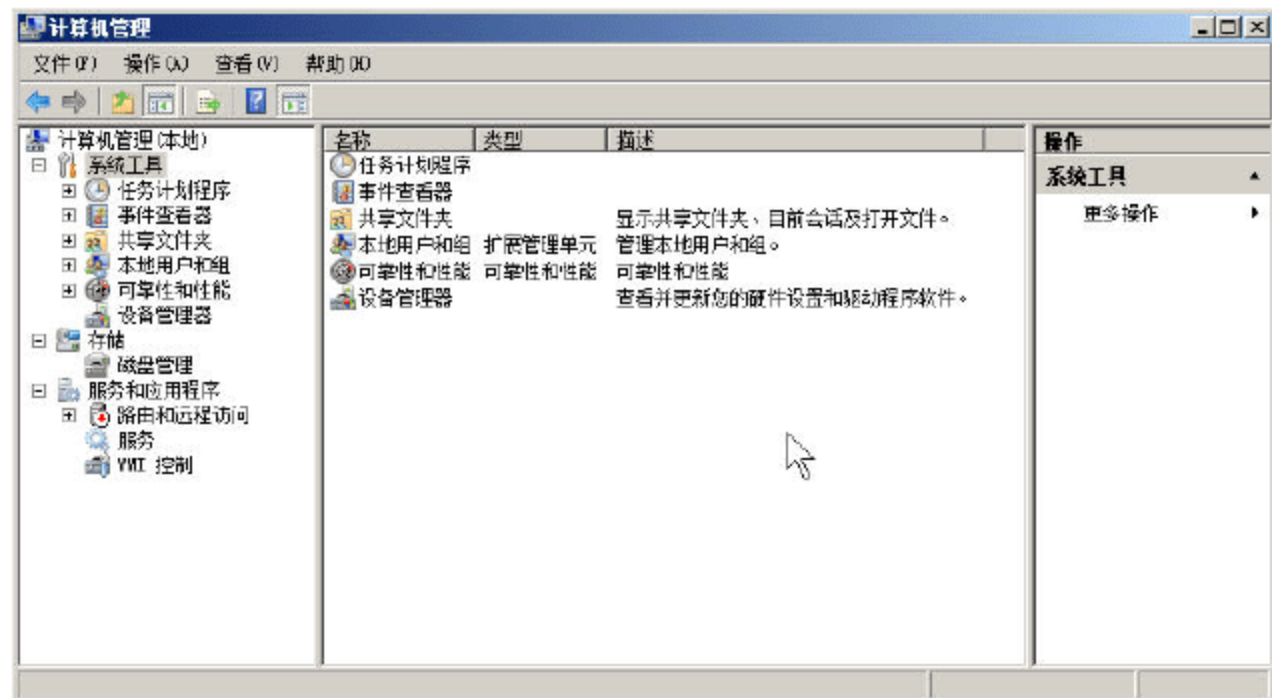 计算机管理
文件(F) 操作(A) 查看(V) 帮助(H)
计算机管理(本地)
系统工具
任务计划程序
事件查看器
共享文件夹
本地用户和组
可靠性和性能
设备管理器
存储
磁盘管理
服务和应用程序
路由和远程访问
服务
WMI 控制
名称 类型 描述
任务计划程序
事件查看器
共享文件夹 显示共享文件夹、目前会话及打开文件。
本地用户和组 扩展管理单元 管理本地用户和组。
可靠性和性能 可靠性和性能 可靠性和性能
设备管理器 查看并更新您的硬件设置和驱动程序软件。
操作
系统工具
更多操作